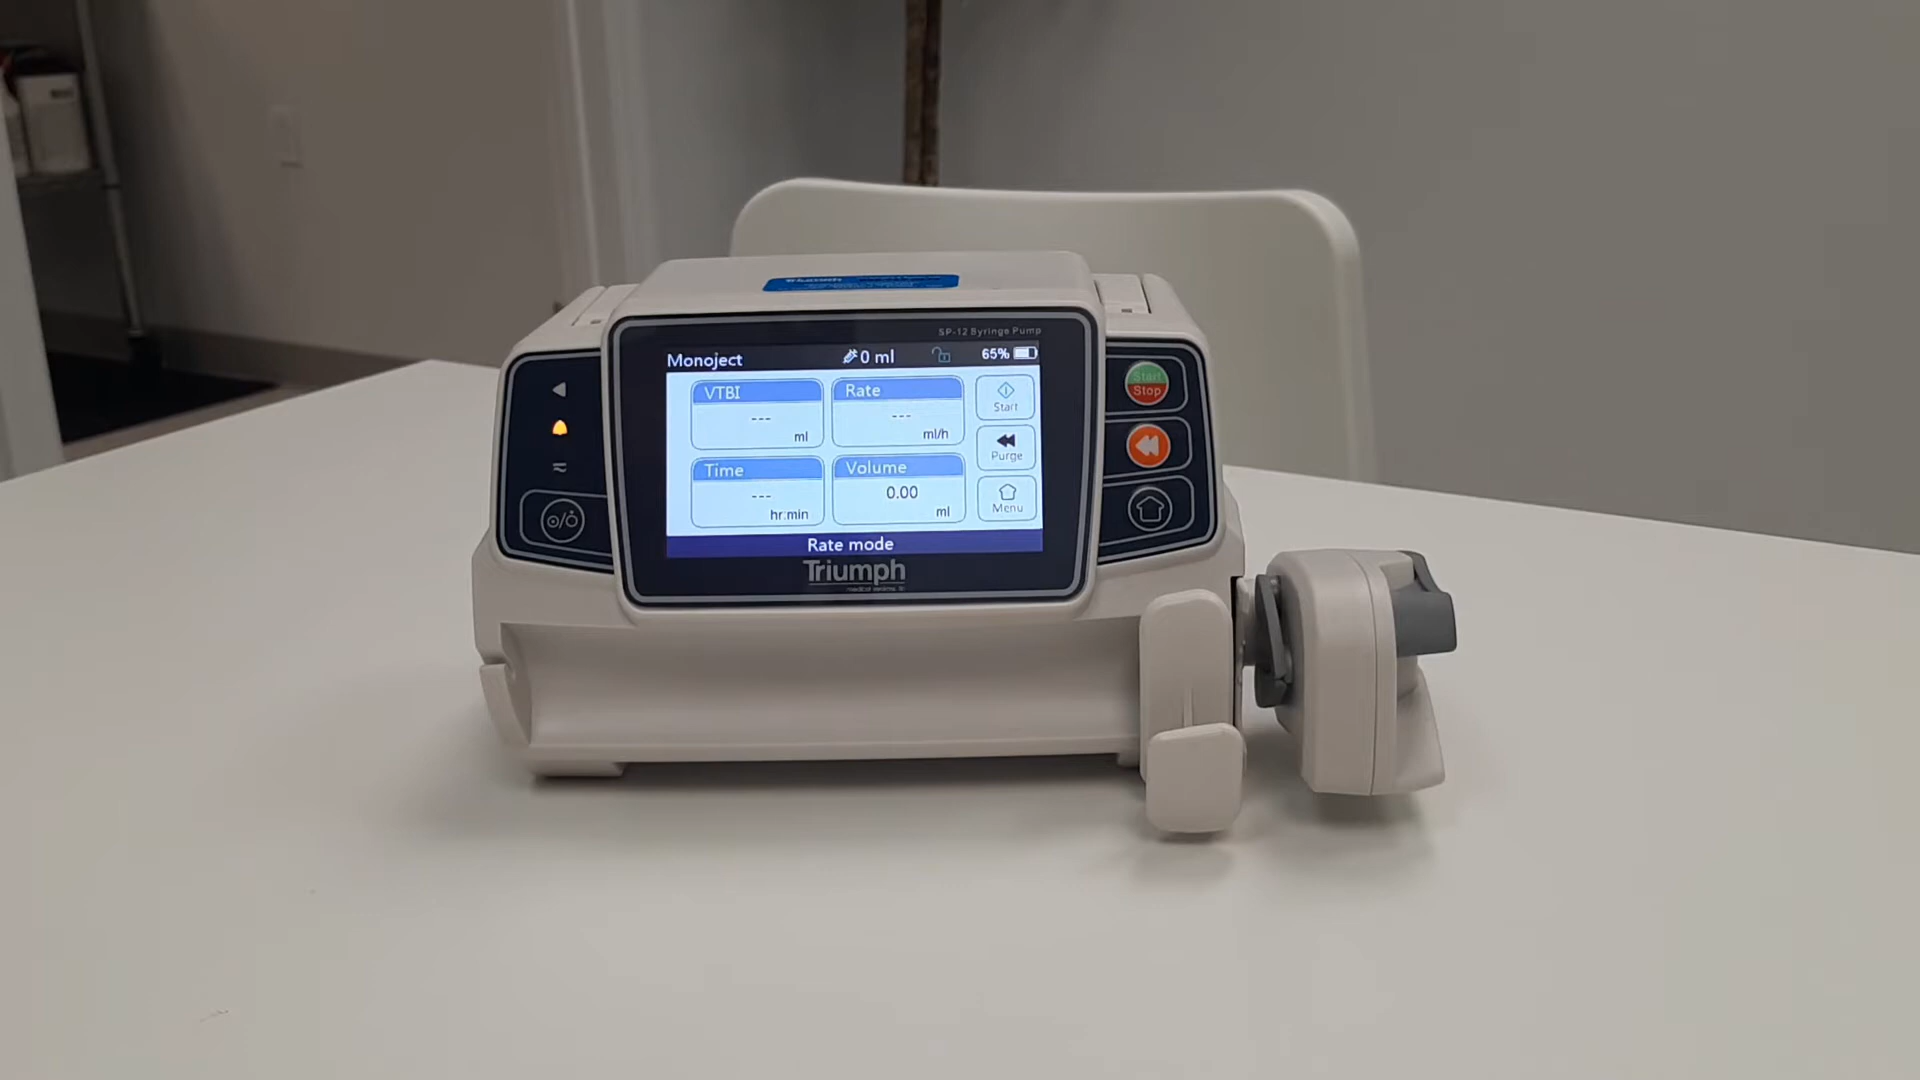 SP-12 Syringe Pump
Monoject 0 ml 65%
VTBI
---
ml
Rate
---
ml/h
Start
Time
---
hr:min
Volume
0.00
ml
Purge
Menu
Rate mode
Triumph
Start
Stop